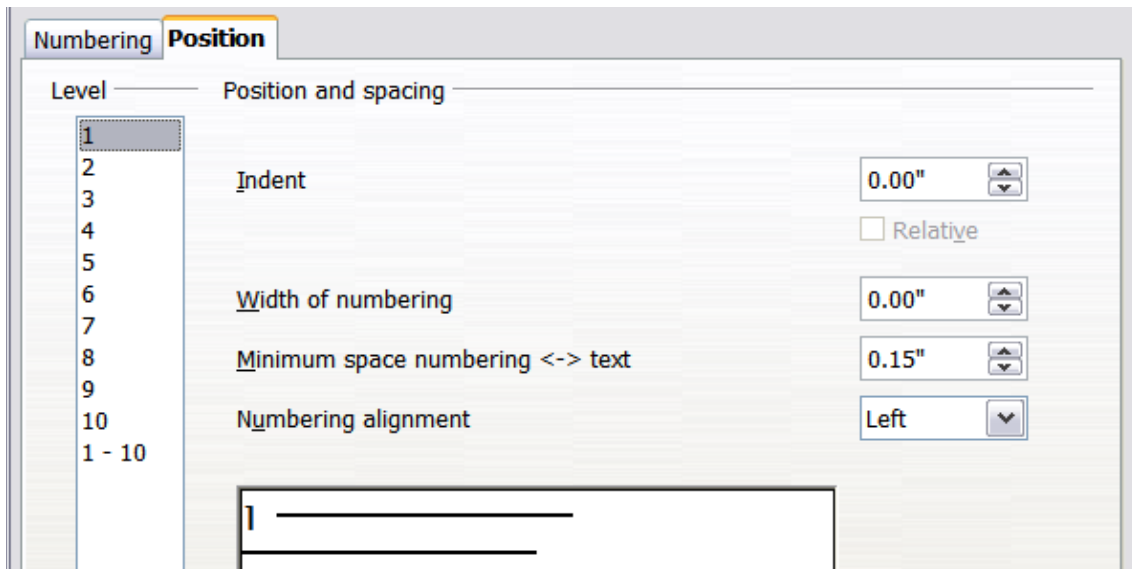 Numbering Position
Level Position and spacing
1
2
3
4
5
6
7
8
9
10
1 - 10
Indent 0.00"
Relative
Width of numbering 0.00"
Minimum space numbering <-> text 0.15"
Numbering alignment Left
1